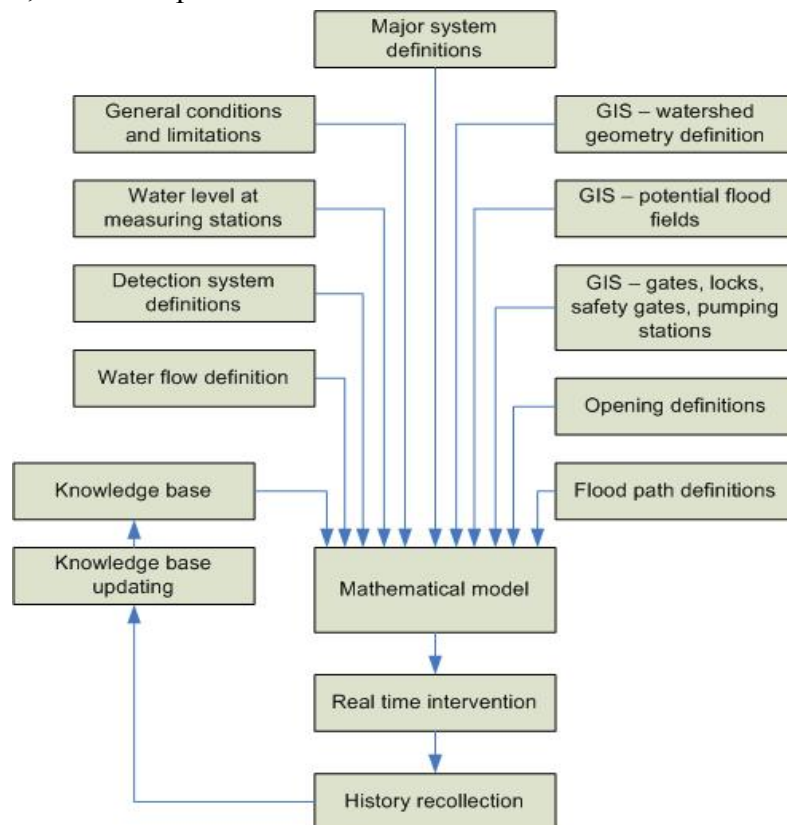 Major system
definitions
General conditions
and limitations
GIS – watershed
geometry definition
Water level at
measuring stations
GIS – potential flood
fields
Detection system
definitions
GIS – gates, locks,
safety gates, pumping
stations
Water flow definition
Opening definitions
Knowledge base
Flood path definitions
Knowledge base
updating
Mathematical model
Real time intervention
History recollection